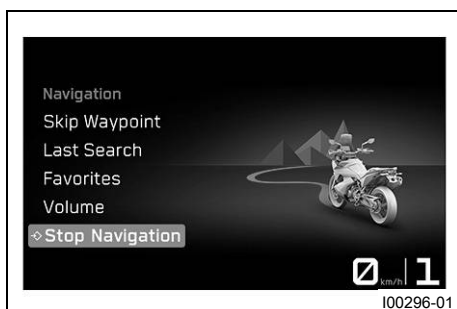 Navigation
Skip Waypoint
Last Search
Favorites
Volume
Stop Navigation
0 km/h 1
I00296-01